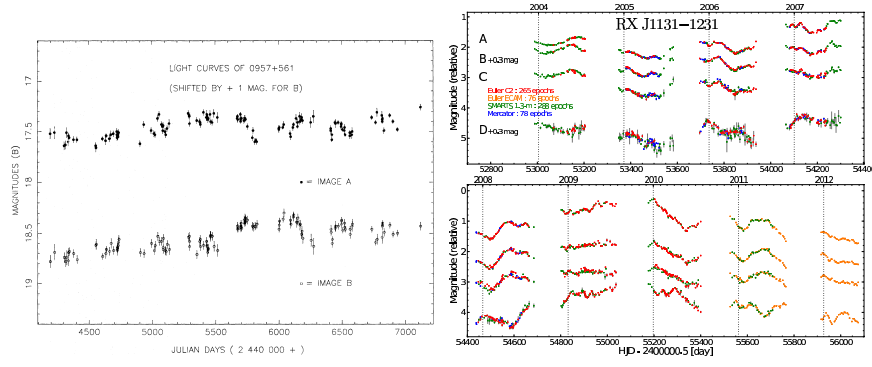 LIGHT CURVES OF 0957+561
(SHIFTED BY + 1 MAG. FOR B)
17
17.5
18
18.5
19
MAGNITUDES (B)
• = IMAGE A
o = IMAGE B
4500 5000 5500 6000 6500 7000
JULIAN DAYS ( 2 440 000 + )
2004 2005 2006 2007
RX J1131−1231
A
B +0.3mag
C
Euler C2 : 265 epochs
Euler ECAM : 76 epochs
SMARTS 1.3-m : 288 epochs
Mercator : 78 epochs
D +0.3mag
Magnitude (relative)
1
2
3
4
5
52800 53000 53200 53400 53600 53800 54000 54200 5440
2008 2009 2010 2011 2012
Magnitude (relative)
0
1
2
3
4
54400 54600 54800 55000 55200 55400 55600 55800 56000
HJD - 2400000.5 [day]